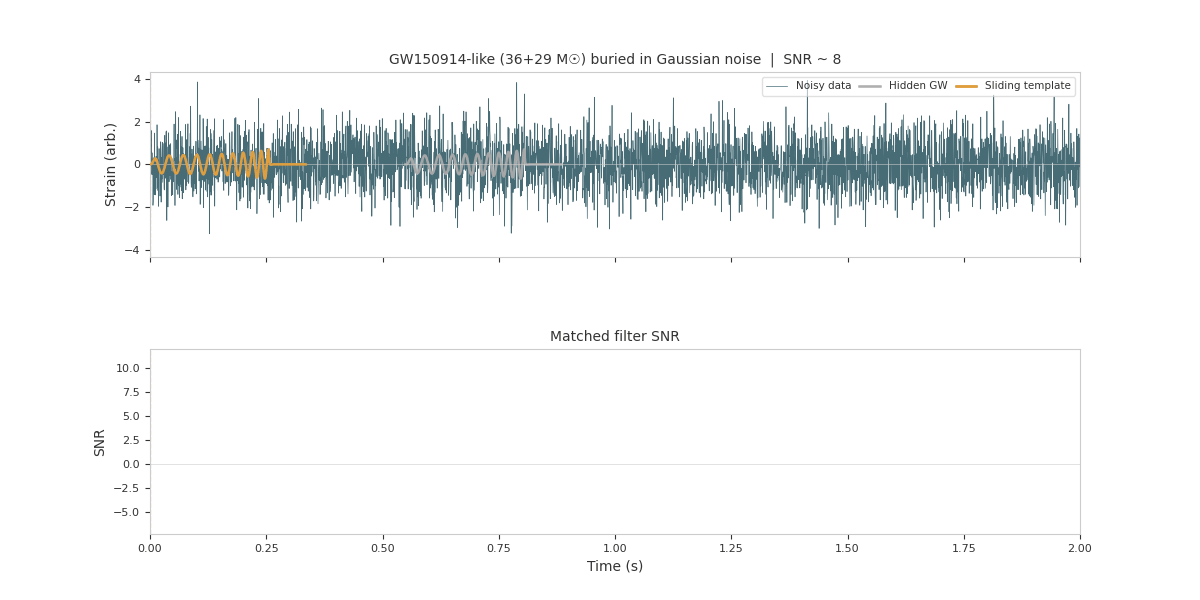 GW150914-like (36+29 M☉) buried in Gaussian noise | SNR ~ 8
Noisy data Hidden GW Sliding template
4
2
0
−2
−4
Strain (arb.)
Matched filter SNR
10.0
7.5
5.0
2.5
0.0
−2.5
−5.0
SNR
0.00 0.25 0.50 0.75 1.00 1.25 1.50 1.75 2.00
Time (s)